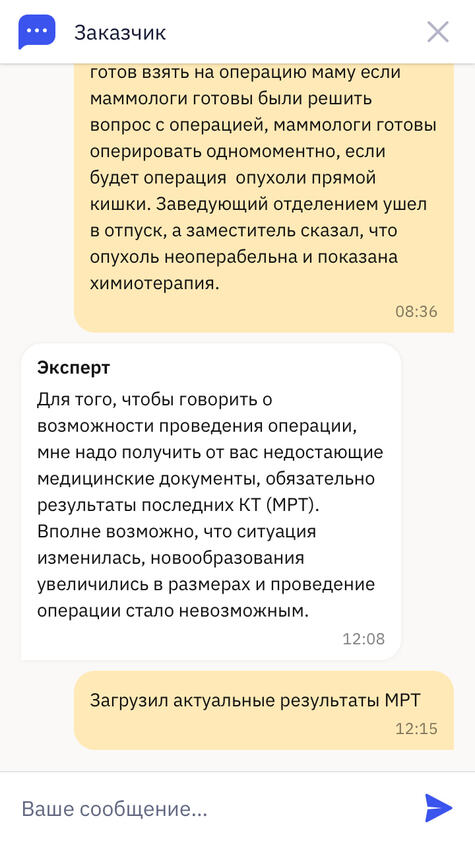 Заказчик
готов взять на операцию маму если
маммологи готовы были решить
вопрос с операцией, маммологи готовы
оперировать одномоментно, если
будет операция  опухоли прямой
кишки. Заведующий отделением ушел
в отпуск, а заместитель сказал, что
опухоль неоперабельна и показана
химиотерапия.
08:36
Эксперт
Для того, чтобы говорить о
возможности проведения операции,
мне надо получить от вас недостающие
медицинские документы, обязательно
результаты последних КТ (МРТ).
Вполне возможно, что ситуация
изменилась, новообразования
увеличились в размерах и проведение
операции стало невозможным.
12:08
Загрузил актуальные результаты МРТ
12:15
Ваше сообщение...